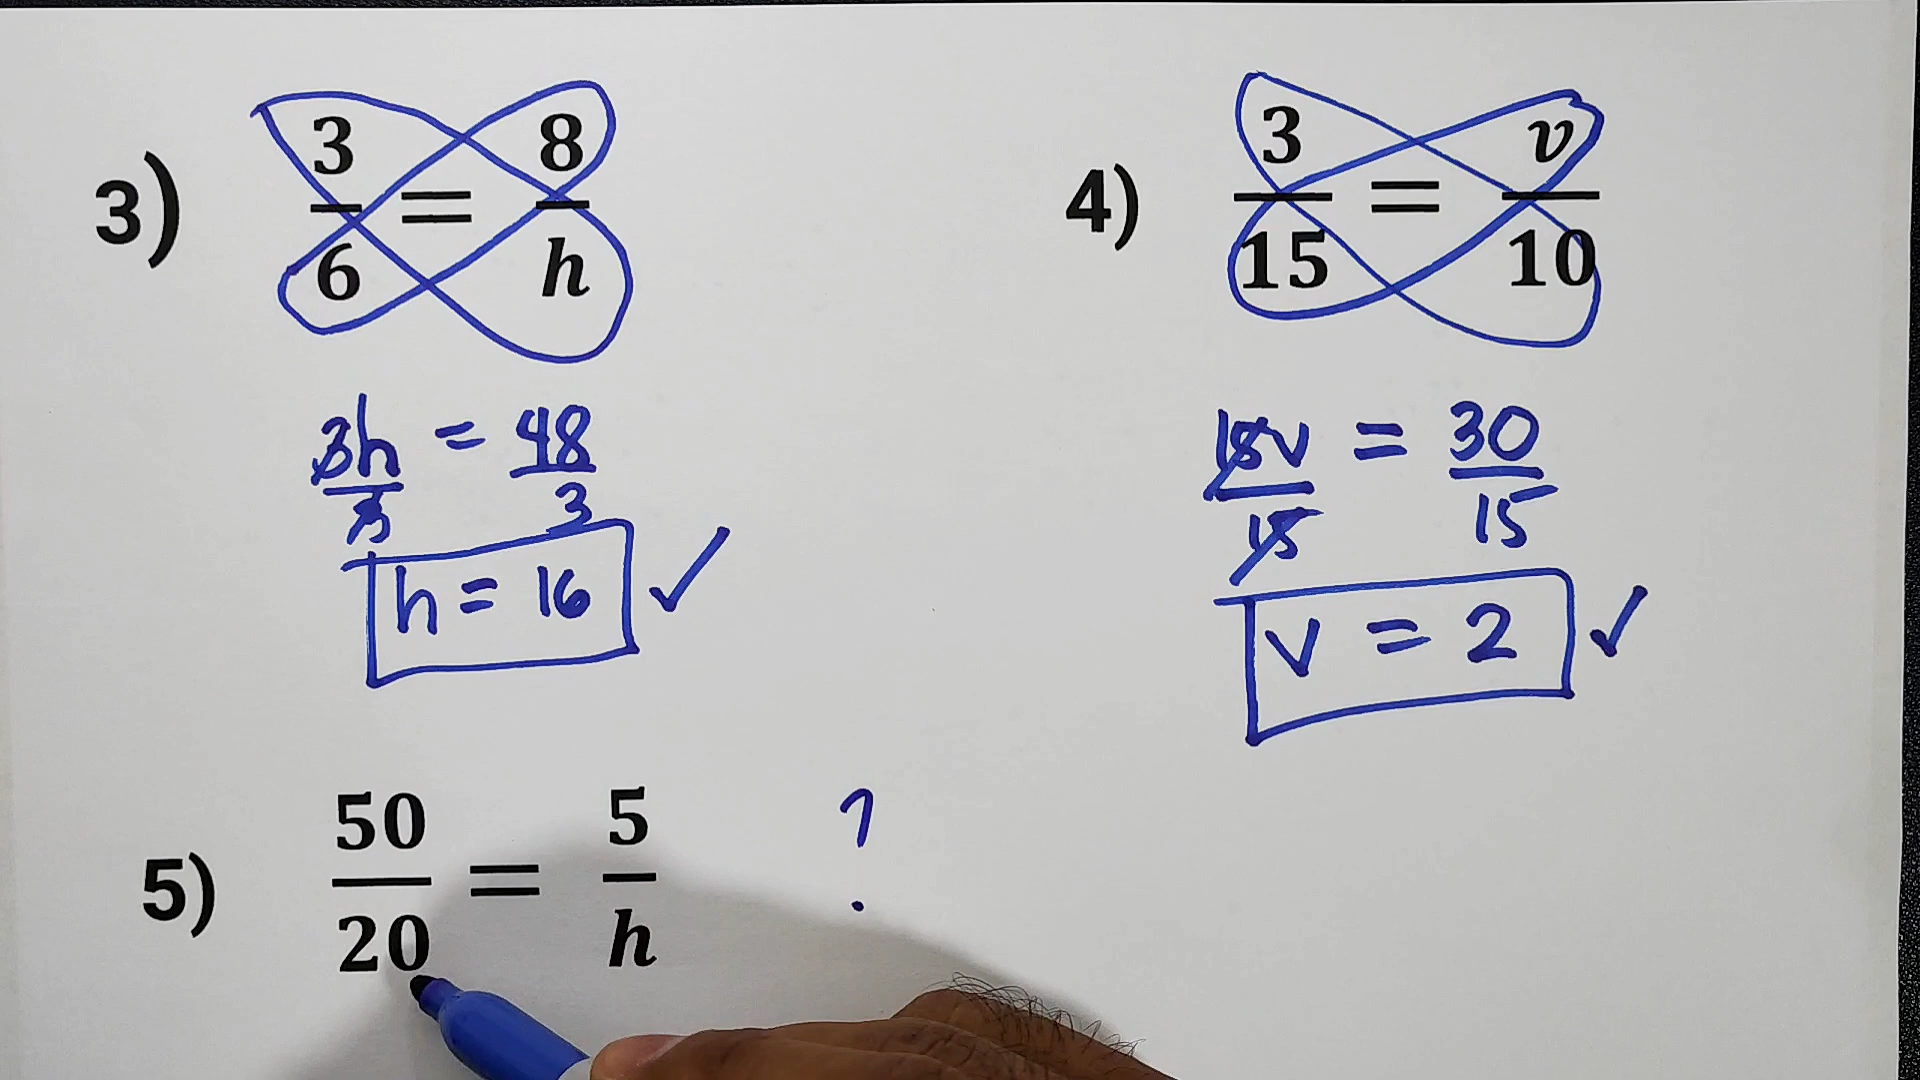 3) 3/6 = 8/h
3h/3 = 48/3
h = 16 ✓
4) 3/15 = v/10
15v/15 = 30/15
v = 2 ✓
5) 50/20 = 5/h ?